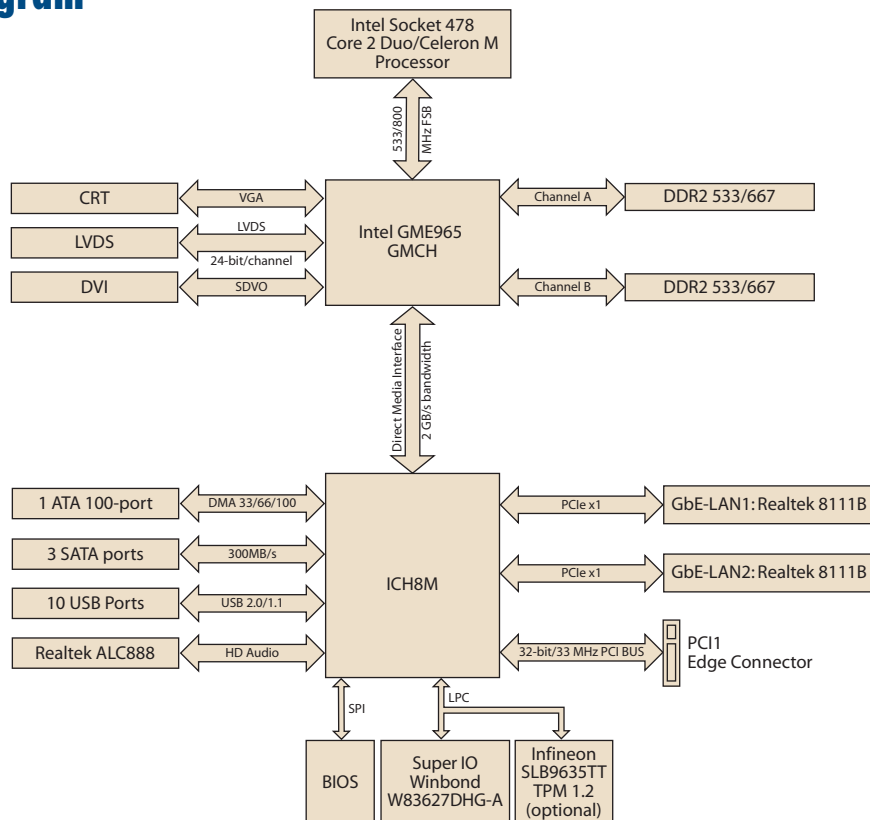 Intel Socket 478
Core 2 Duo/Celeron M
Processor
533/800
MHz FSB
CRT
VGA
LVDS
LVDS
24-bit/channel
DVI
SDVO
Intel GME965
GMCH
Channel A
DDR2 533/667
Channel B
DDR2 533/667
Direct Media Interface
2 GB/s bandwidth
1 ATA 100-port
DMA 33/66/100
3 SATA ports
300MB/s
10 USB Ports
USB 2.0/1.1
Realtek ALC888
HD Audio
ICH8M
PCIe x1
GbE-LAN1: Realtek 8111B
PCIe x1
GbE-LAN2: Realtek 8111B
32-bit/33 MHz PCI BUS
PCI1
Edge Connector
SPI
LPC
BIOS
Super IO
Winbond
W83627DHG-A
Infineon
SLB9635TT
TPM 1.2
(optional)